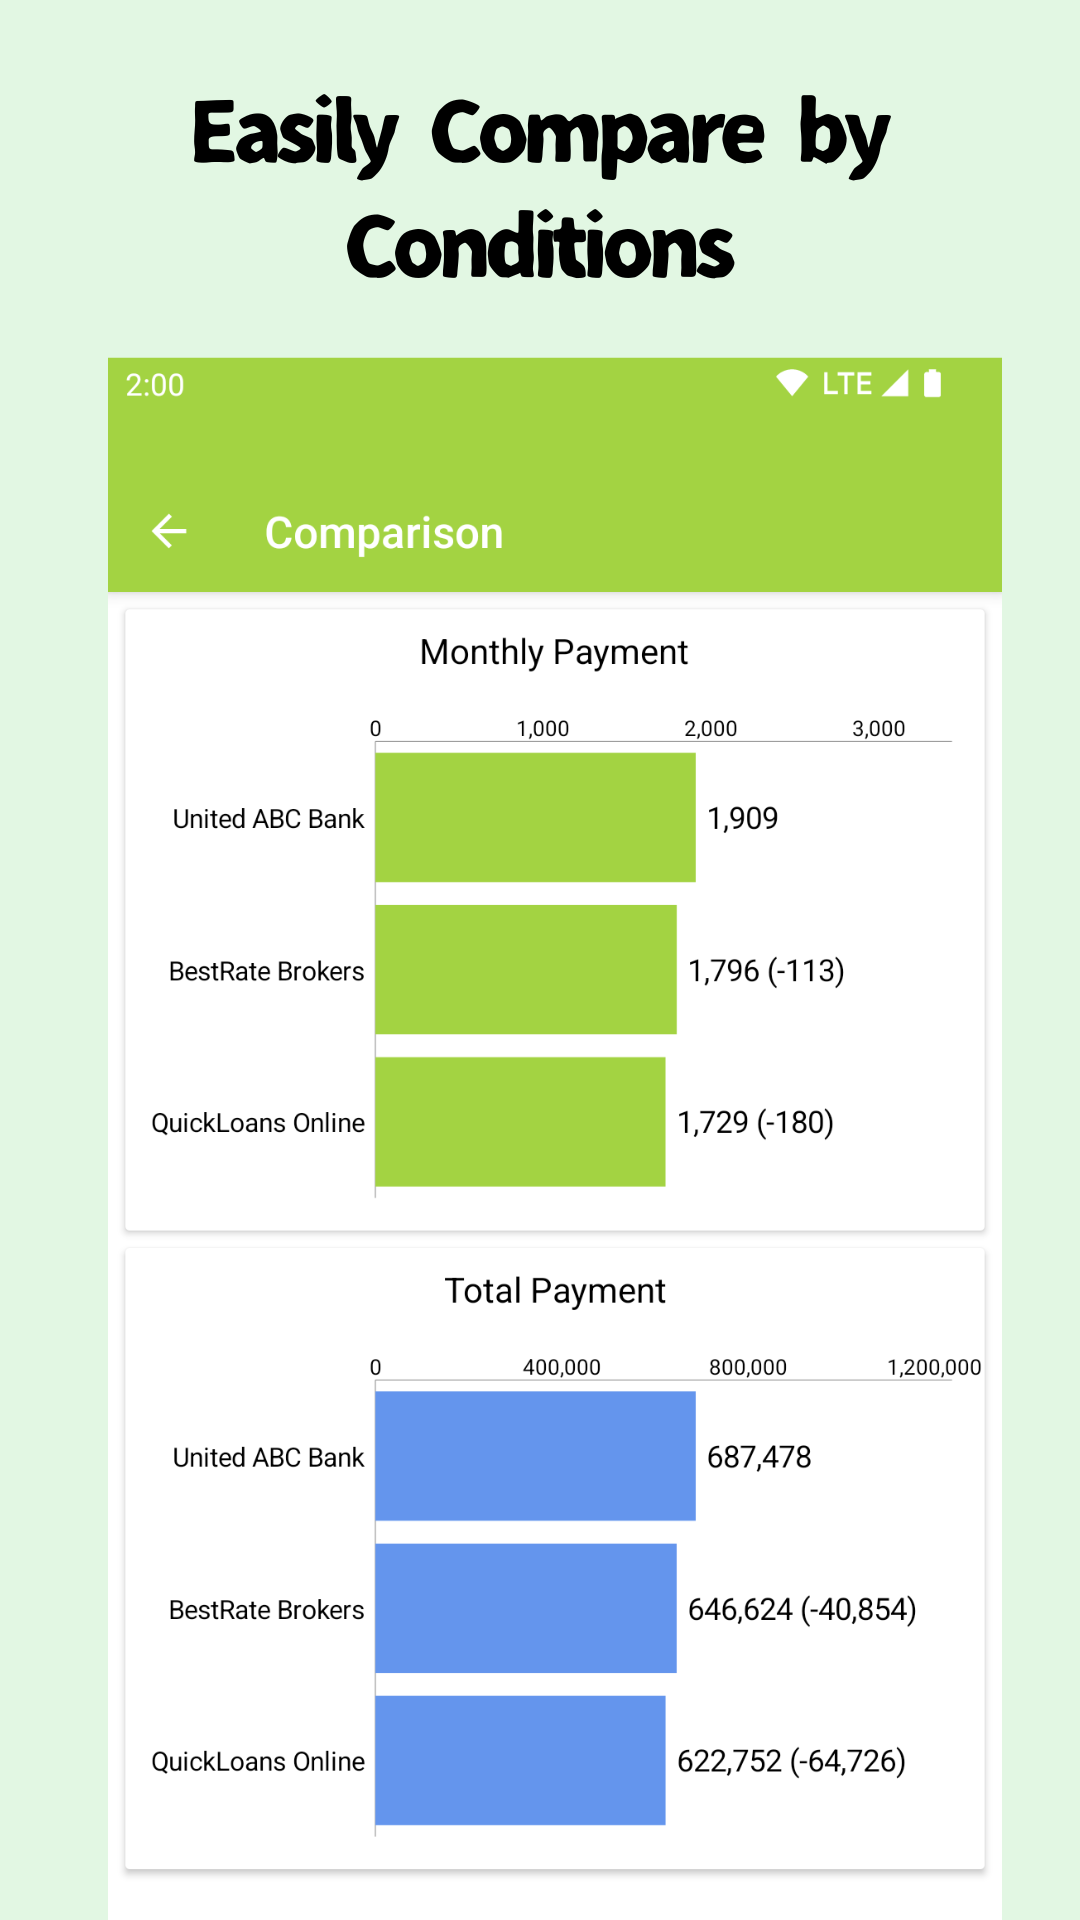 Easily Compare by
Conditions
2:00
LTE
Comparison
Monthly Payment
0 1,000 2,000 3,000
United ABC Bank 1,909
BestRate Brokers 1,796 (-113)
QuickLoans Online 1,729 (-180)
Total Payment
0 400,000 800,000 1,200,000
United ABC Bank 687,478
BestRate Brokers 646,624 (-40,854)
QuickLoans Online 622,752 (-64,726)